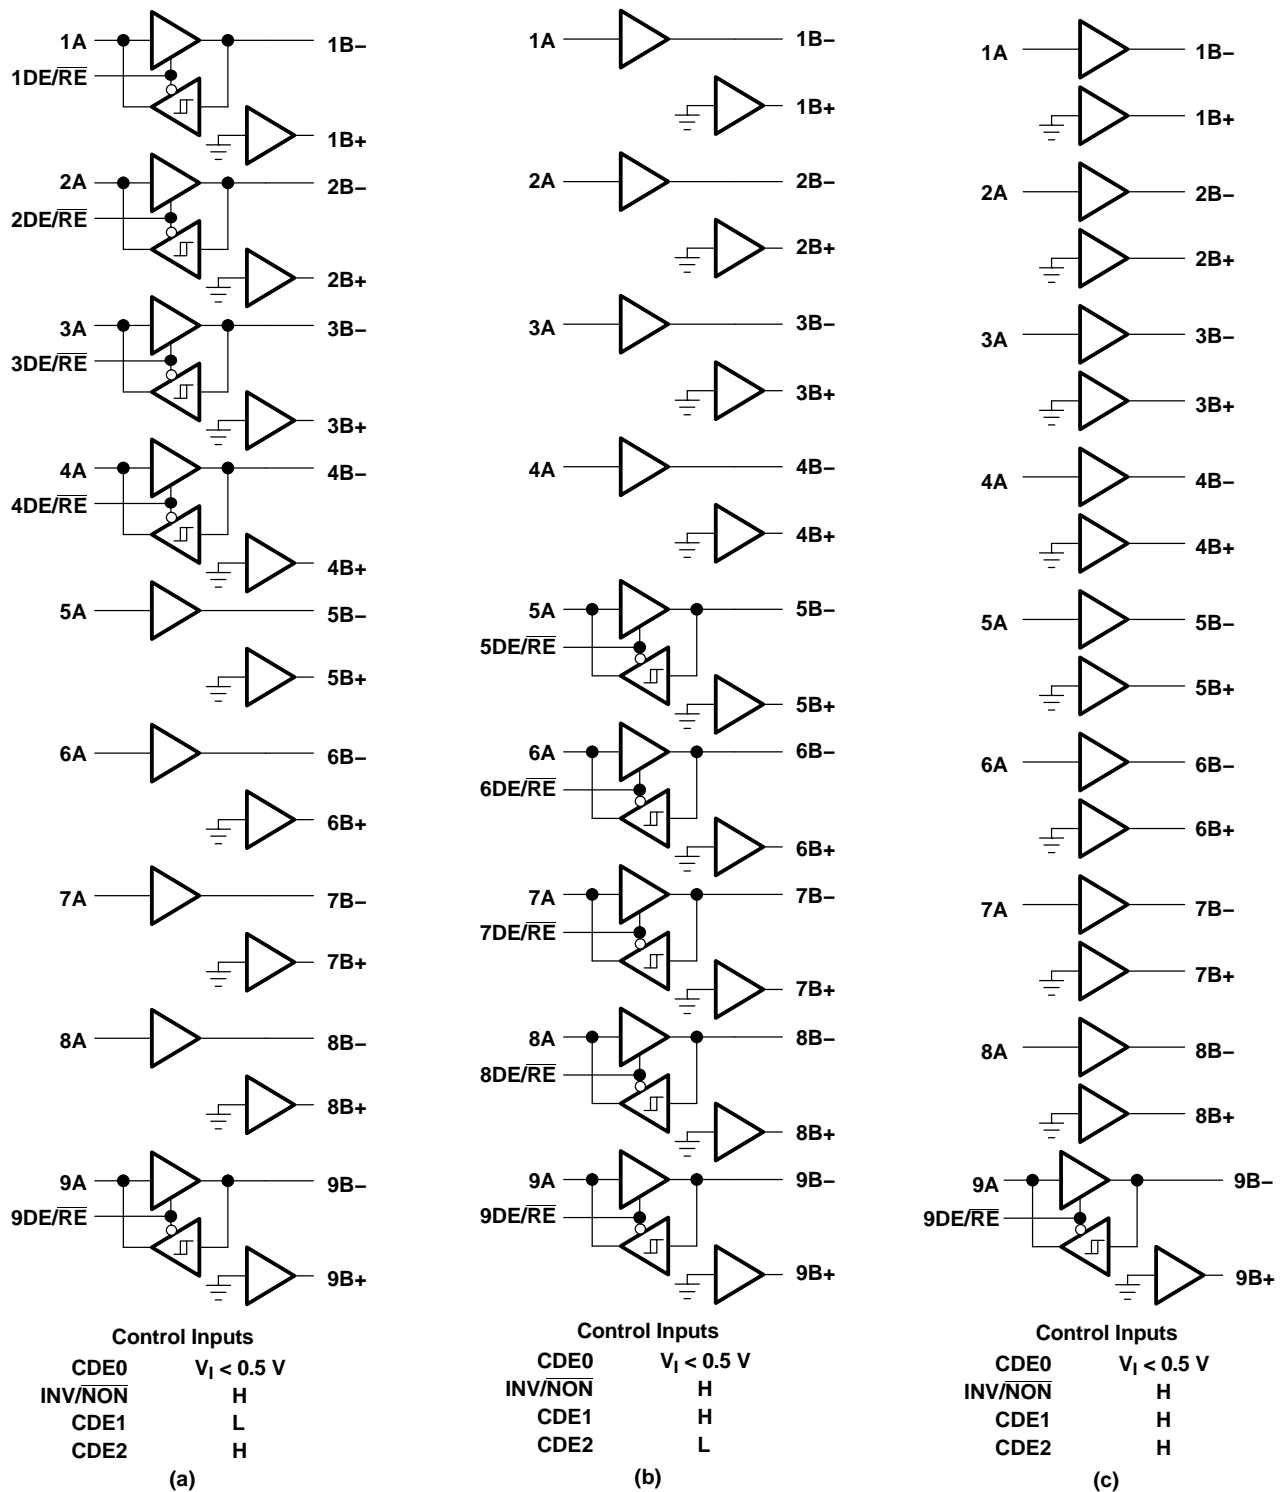 1A 1B−
1DE/RE
1B+
2A 2B−
2DE/RE
2B+
3A 3B−
3DE/RE
3B+
4A 4B−
4DE/RE
4B+
5A 5B−
5B+
6A 6B−
6B+
7A 7B−
7B+
8A 8B−
8B+
9A 9B−
9DE/RE
9B+
Control Inputs
CDE0 VI < 0.5 V
INV/NON H
CDE1 L
CDE2 H
(a)
1A 1B−
1B+
2A 2B−
2B+
3A 3B−
3B+
4A 4B−
4B+
5A 5B−
5DE/RE
5B+
6A 6B−
6DE/RE
6B+
7A 7B−
7DE/RE
7B+
8A 8B−
8DE/RE
8B+
9A 9B−
9DE/RE
9B+
Control Inputs
CDE0 VI < 0.5 V
INV/NON H
CDE1 H
CDE2 L
(b)
1A 1B−
1B+
2A 2B−
2B+
3A 3B−
3B+
4A 4B−
4B+
5A 5B−
5B+
6A 6B−
6B+
7A 7B−
7B+
8A 8B−
8B+
9A 9B−
9DE/RE
9B+
Control Inputs
CDE0 VI < 0.5 V
INV/NON H
CDE1 H
CDE2 H
(c)